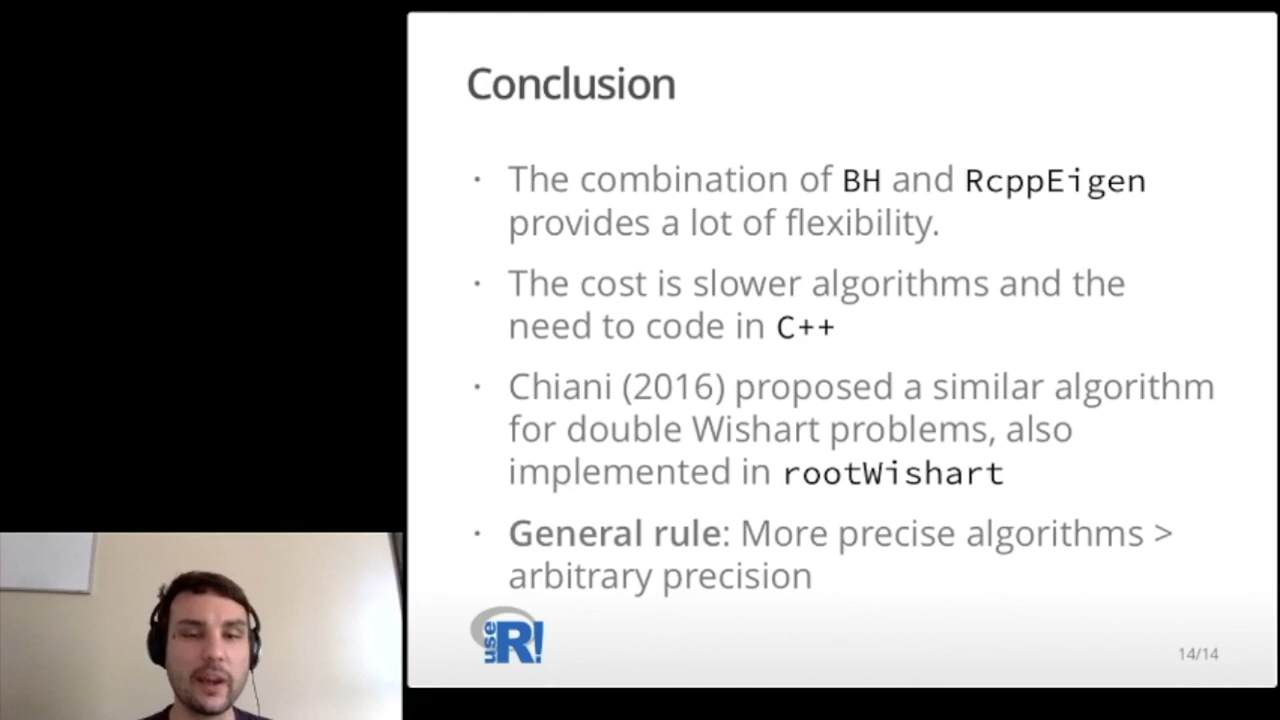 Conclusion
· The combination of BH and RcppEigen
provides a lot of flexibility.
· The cost is slower algorithms and the
need to code in C++
· Chiani (2016) proposed a similar algorithm
for double Wishart problems, also
implemented in rootWishart
· General rule: More precise algorithms >
arbitrary precision
useR!
14/14